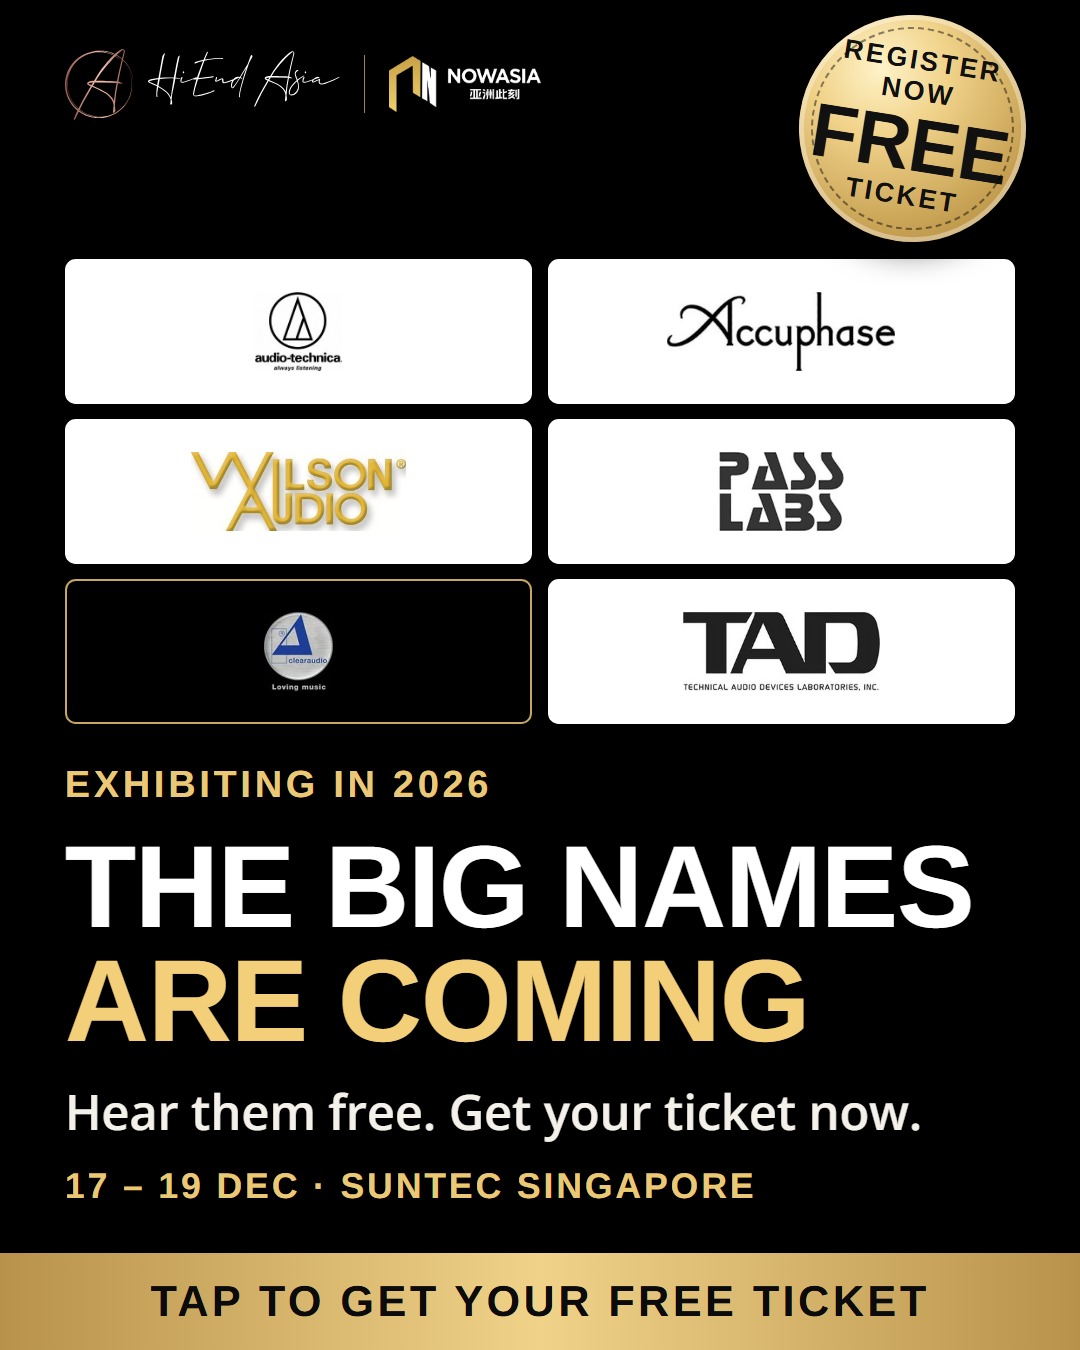 HiEnd Asia
NOWASIA
亚洲此刻
REGISTER
NOW
FREE
TICKET
audio-technica
always listening
Accuphase
WILSON®
AUDIO
PASS
LABS
clearaudio
Loving music
TAD
TECHNICAL AUDIO DEVICES LABORATORIES, INC.
EXHIBITING IN 2026
THE BIG NAMES
ARE COMING
Hear them free. Get your ticket now.
17 – 19 DEC · SUNTEC SINGAPORE
TAP TO GET YOUR FREE TICKET